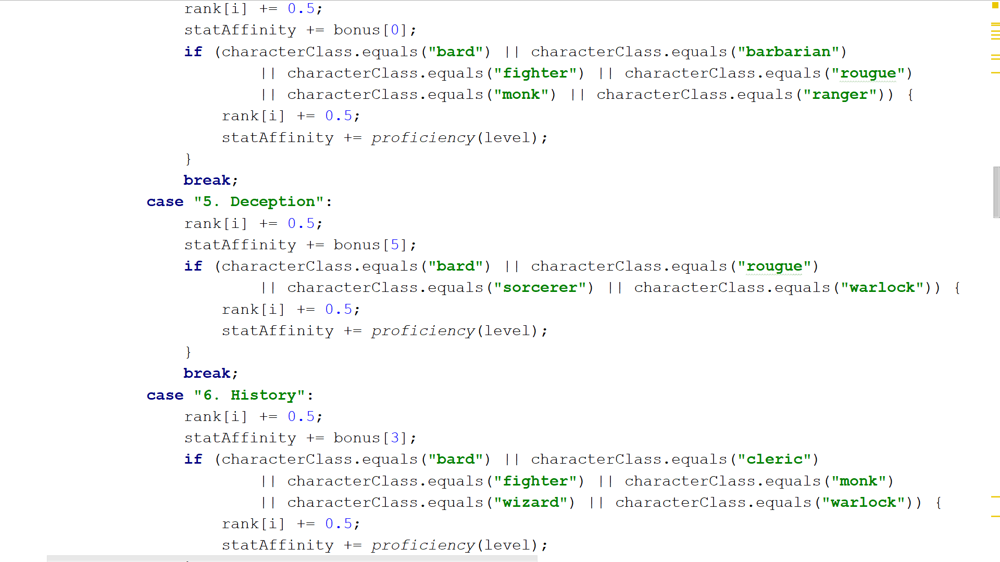 rank[i] += 0.5;
statAffinity += bonus[0];
if (characterClass.equals("bard") || characterClass.equals("barbarian")
|| characterClass.equals("fighter") || characterClass.equals("rougue")
|| characterClass.equals("monk") || characterClass.equals("ranger")) {
rank[i] += 0.5;
statAffinity += proficiency(level);
}
break;
case "5. Deception":
rank[i] += 0.5;
statAffinity += bonus[5];
if (characterClass.equals("bard") || characterClass.equals("rougue")
|| characterClass.equals("sorcerer") || characterClass.equals("warlock")) {
rank[i] += 0.5;
statAffinity += proficiency(level);
}
break;
case "6. History":
rank[i] += 0.5;
statAffinity += bonus[3];
if (characterClass.equals("bard") || characterClass.equals("cleric")
|| characterClass.equals("fighter") || characterClass.equals("monk")
|| characterClass.equals("wizard") || characterClass.equals("warlock")) {
rank[i] += 0.5;
statAffinity += proficiency(level);